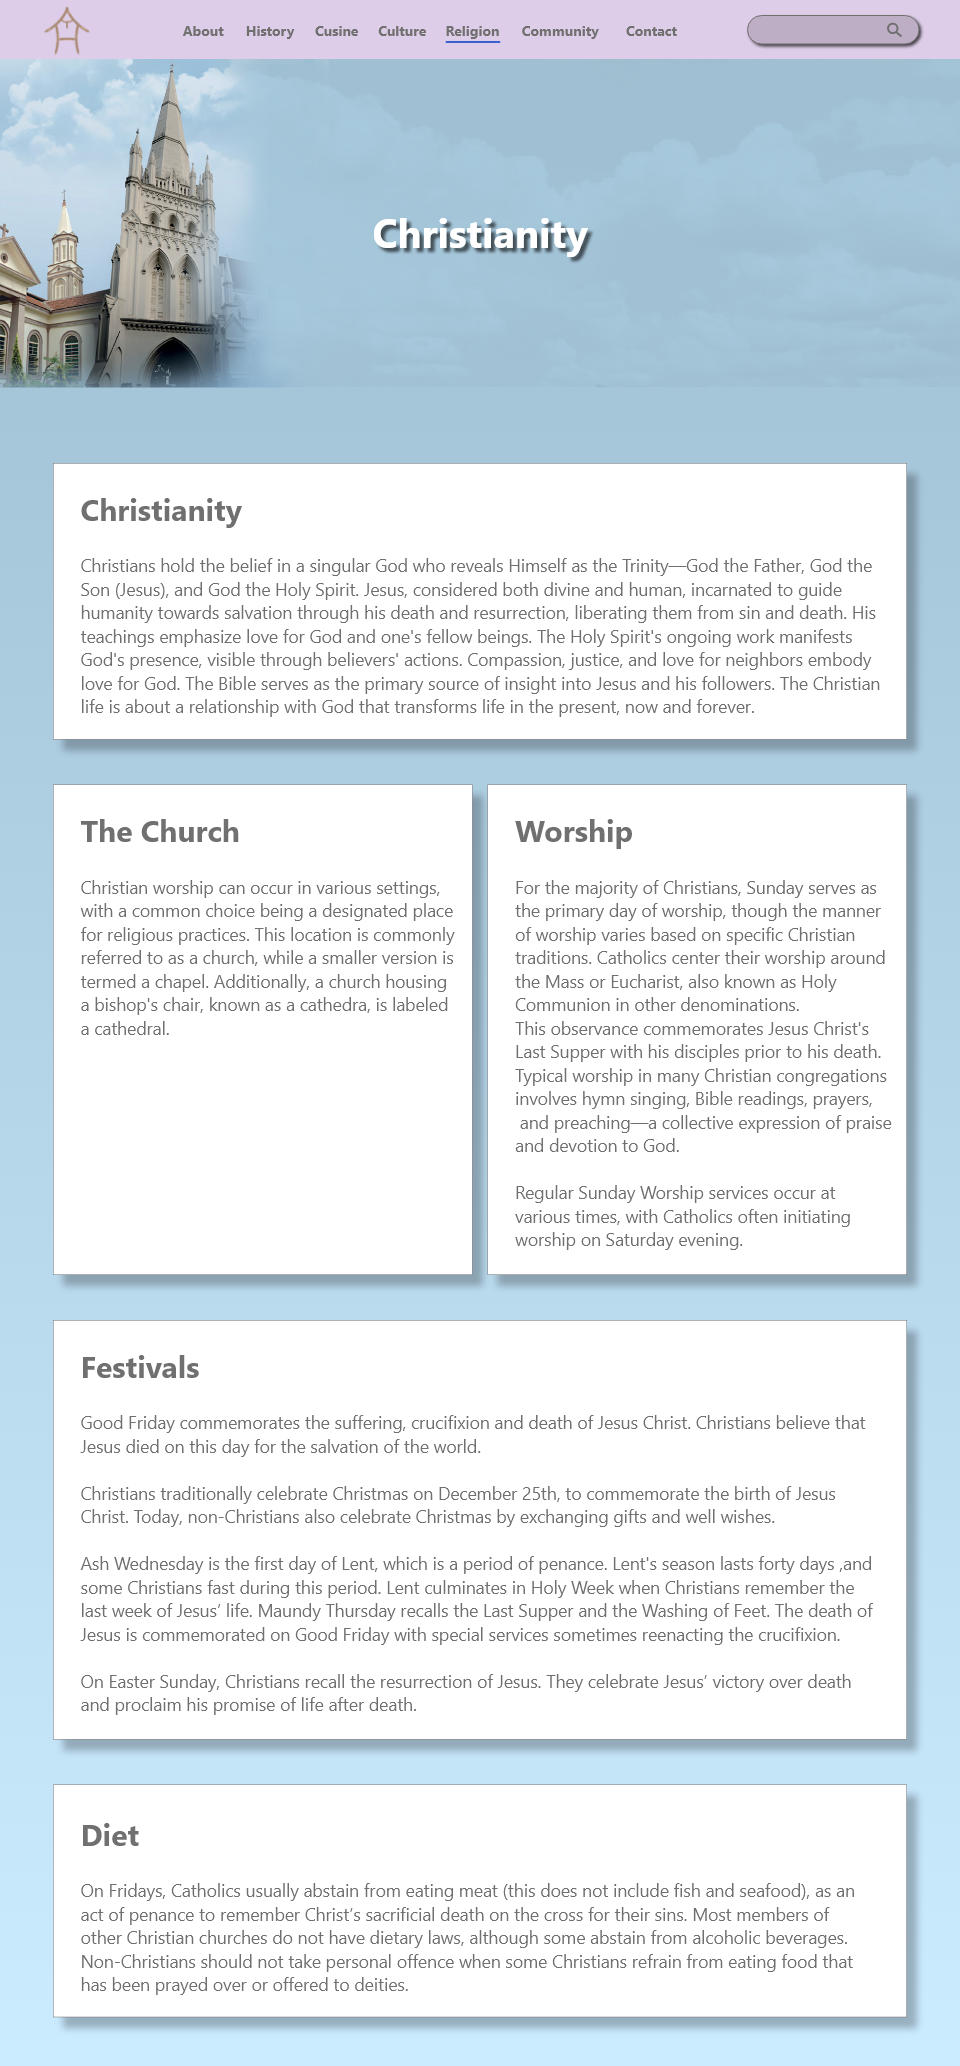 About History Cusine Culture Religion Community Contact
Christianity
Christianity
Christians hold the belief in a singular God who reveals Himself as the Trinity—God the Father, God the
Son (Jesus), and God the Holy Spirit. Jesus, considered both divine and human, incarnated to guide
humanity towards salvation through his death and resurrection, liberating them from sin and death. His
teachings emphasize love for God and one's fellow beings. The Holy Spirit's ongoing work manifests
God's presence, visible through believers' actions. Compassion, justice, and love for neighbors embody
love for God. The Bible serves as the primary source of insight into Jesus and his followers. The Christian
life is about a relationship with God that transforms life in the present, now and forever.
The Church
Christian worship can occur in various settings,
with a common choice being a designated place
for religious practices. This location is commonly
referred to as a church, while a smaller version is
termed a chapel. Additionally, a church housing
a bishop's chair, known as a cathedra, is labeled
a cathedral.
Worship
For the majority of Christians, Sunday serves as
the primary day of worship, though the manner
of worship varies based on specific Christian
traditions. Catholics center their worship around
the Mass or Eucharist, also known as Holy
Communion in other denominations.
This observance commemorates Jesus Christ's
Last Supper with his disciples prior to his death.
Typical worship in many Christian congregations
involves hymn singing, Bible readings, prayers,
and preaching—a collective expression of praise
and devotion to God.
Regular Sunday Worship services occur at
various times, with Catholics often initiating
worship on Saturday evening.
Festivals
Good Friday commemorates the suffering, crucifixion and death of Jesus Christ. Christians believe that
Jesus died on this day for the salvation of the world.
Christians traditionally celebrate Christmas on December 25th, to commemorate the birth of Jesus
Christ. Today, non-Christians also celebrate Christmas by exchanging gifts and well wishes.
Ash Wednesday is the first day of Lent, which is a period of penance. Lent's season lasts forty days ,and
some Christians fast during this period. Lent culminates in Holy Week when Christians remember the
last week of Jesus’ life. Maundy Thursday recalls the Last Supper and the Washing of Feet. The death of
Jesus is commemorated on Good Friday with special services sometimes reenacting the crucifixion.
On Easter Sunday, Christians recall the resurrection of Jesus. They celebrate Jesus’ victory over death
and proclaim his promise of life after death.
Diet
On Fridays, Catholics usually abstain from eating meat (this does not include fish and seafood), as an
act of penance to remember Christ’s sacrificial death on the cross for their sins. Most members of
other Christian churches do not have dietary laws, although some abstain from alcoholic beverages.
Non-Christians should not take personal offence when some Christians refrain from eating food that
has been prayed over or offered to deities.